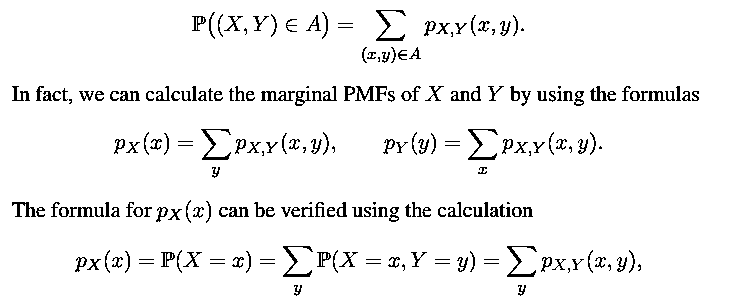 ℙ((X, Y) ∈ A) = ∑_{(x,y)∈A} p_{X,Y}(x, y).
In fact, we can calculate the marginal PMFs of X and Y by using the formulas
p_X(x) = ∑_y p_{X,Y}(x, y), p_Y(y) = ∑_x p_{X,Y}(x, y).
The formula for p_X(x) can be verified using the calculation
p_X(x) = ℙ(X = x) = ∑_y ℙ(X = x, Y = y) = ∑_y p_{X,Y}(x, y),